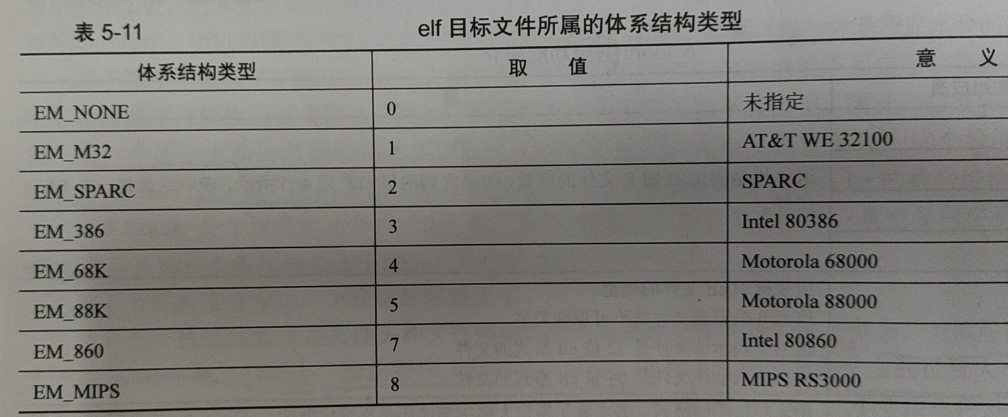 表 5-11 elf 目标文件所属的体系结构类型
体系结构类型 取 值 意 义
EM_NONE 0 未指定
EM_M32 1 AT&T WE 32100
EM_SPARC 2 SPARC
EM_386 3 Intel 80386
EM_68K 4 Motorola 68000
EM_88K 5 Motorola 88000
EM_860 7 Intel 80860
EM_MIPS 8 MIPS RS3000